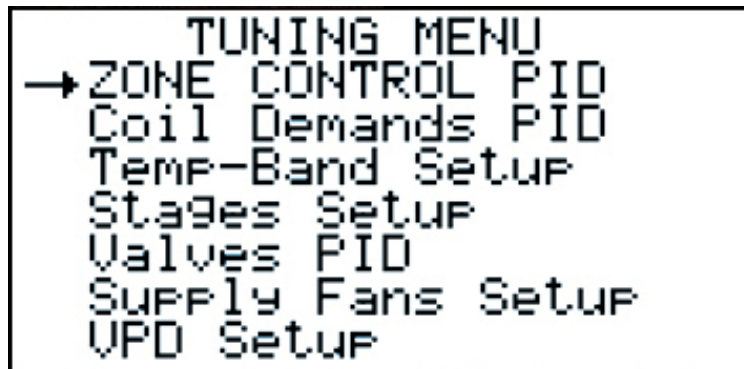 TUNING MENU
→ZONE CONTROL PID
Coil Demands PID
Temp-Band Setup
Stages Setup
Valves PID
Supply Fans Setup
VPD Setup